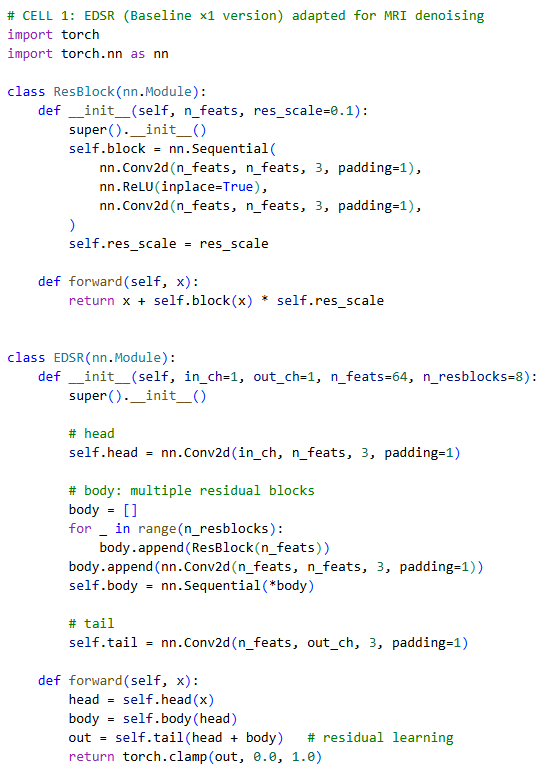 # CELL 1: EDSR (Baseline ×1 version) adapted for MRI denoising
import torch
import torch.nn as nn

class ResBlock(nn.Module):
    def __init__(self, n_feats, res_scale=0.1):
        super().__init__()
        self.block = nn.Sequential(
            nn.Conv2d(n_feats, n_feats, 3, padding=1),
            nn.ReLU(inplace=True),
            nn.Conv2d(n_feats, n_feats, 3, padding=1),
        )
        self.res_scale = res_scale

    def forward(self, x):
        return x + self.block(x) * self.res_scale


class EDSR(nn.Module):
    def __init__(self, in_ch=1, out_ch=1, n_feats=64, n_resblocks=8):
        super().__init__()

        # head
        self.head = nn.Conv2d(in_ch, n_feats, 3, padding=1)

        # body: multiple residual blocks
        body = []
        for _ in range(n_resblocks):
            body.append(ResBlock(n_feats))
        body.append(nn.Conv2d(n_feats, n_feats, 3, padding=1))
        self.body = nn.Sequential(*body)

        # tail
        self.tail = nn.Conv2d(n_feats, out_ch, 3, padding=1)

    def forward(self, x):
        head = self.head(x)
        body = self.body(head)
        out = self.tail(head + body)   # residual learning
        return torch.clamp(out, 0.0, 1.0)